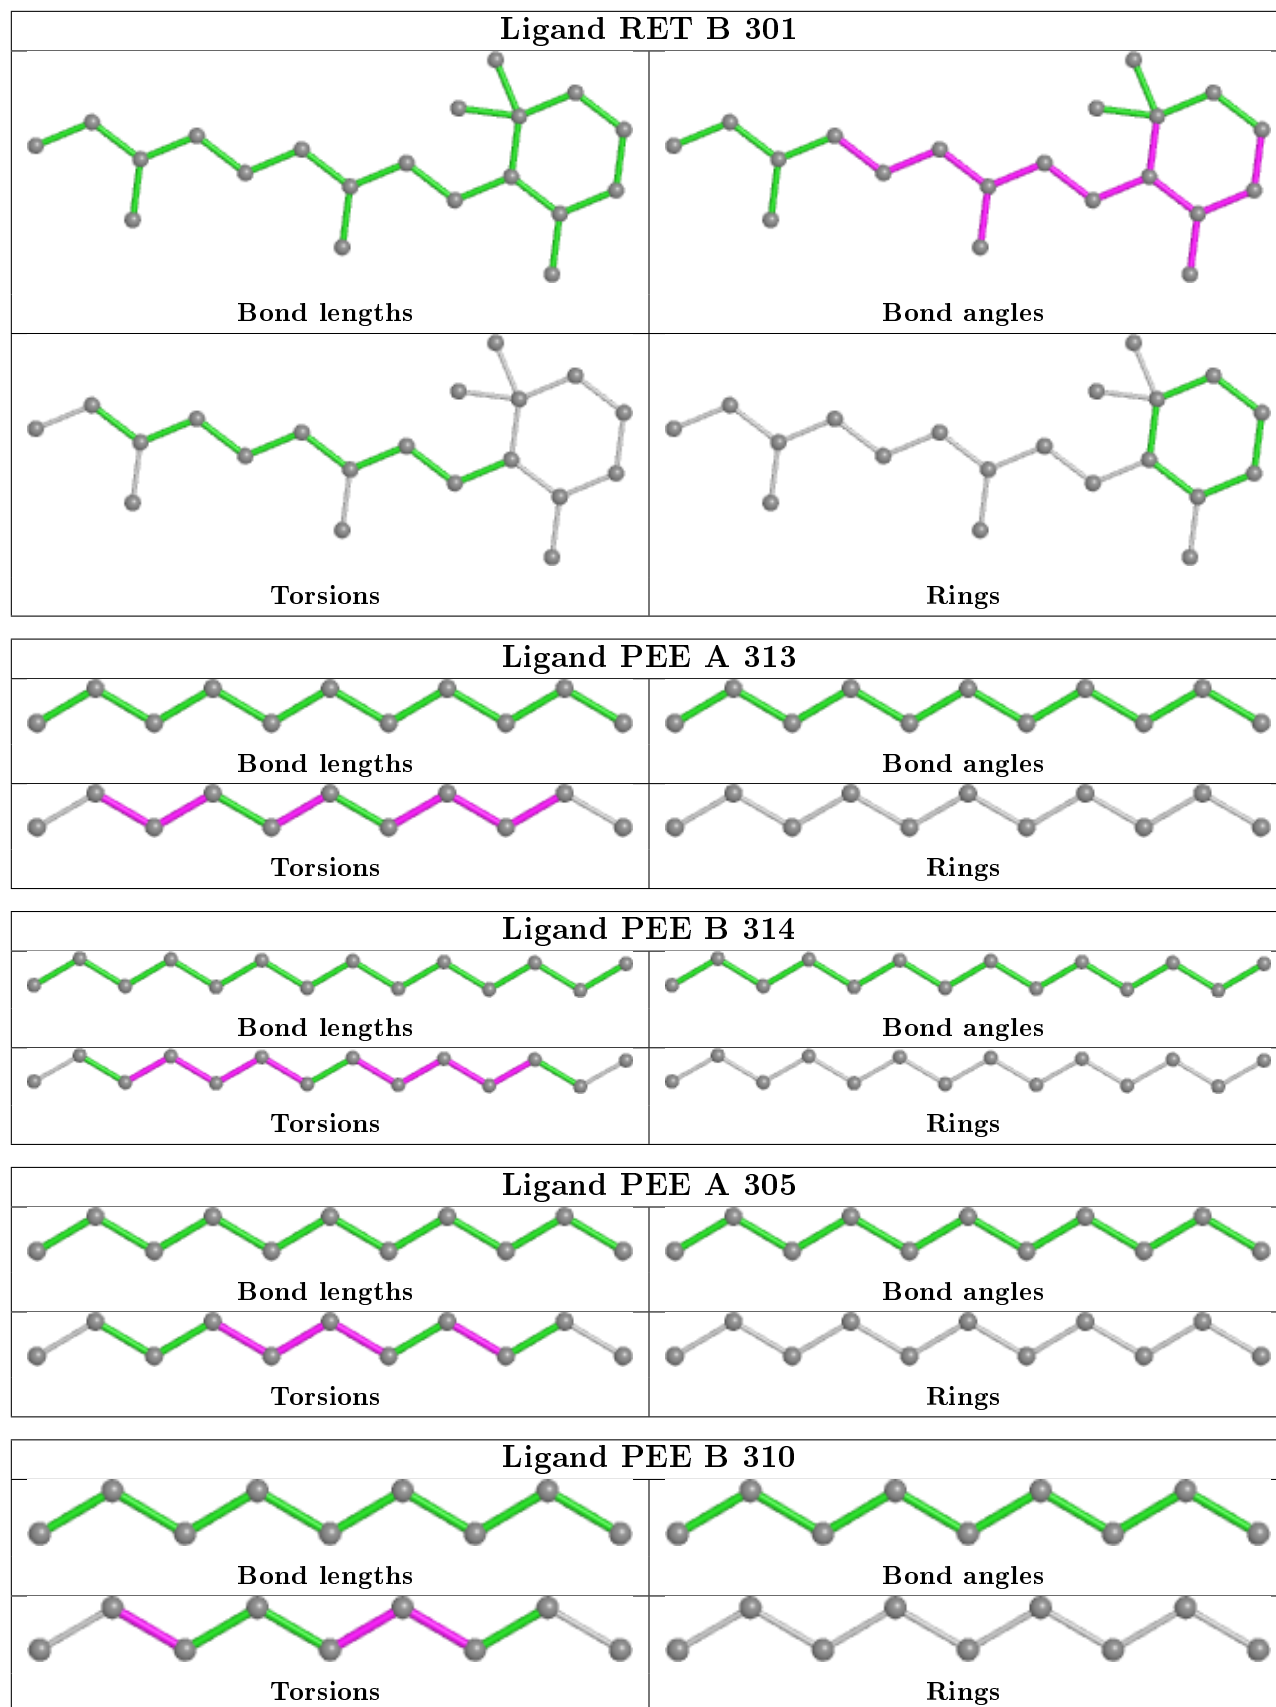 Ligand RET B 301
Bond lengths
Bond angles
Torsions
Rings
Ligand PEE A 313
Bond lengths
Bond angles
Torsions
Rings
Ligand PEE B 314
Bond lengths
Bond angles
Torsions
Rings
Ligand PEE A 305
Bond lengths
Bond angles
Torsions
Rings
Ligand PEE B 310
Bond lengths
Bond angles
Torsions
Rings